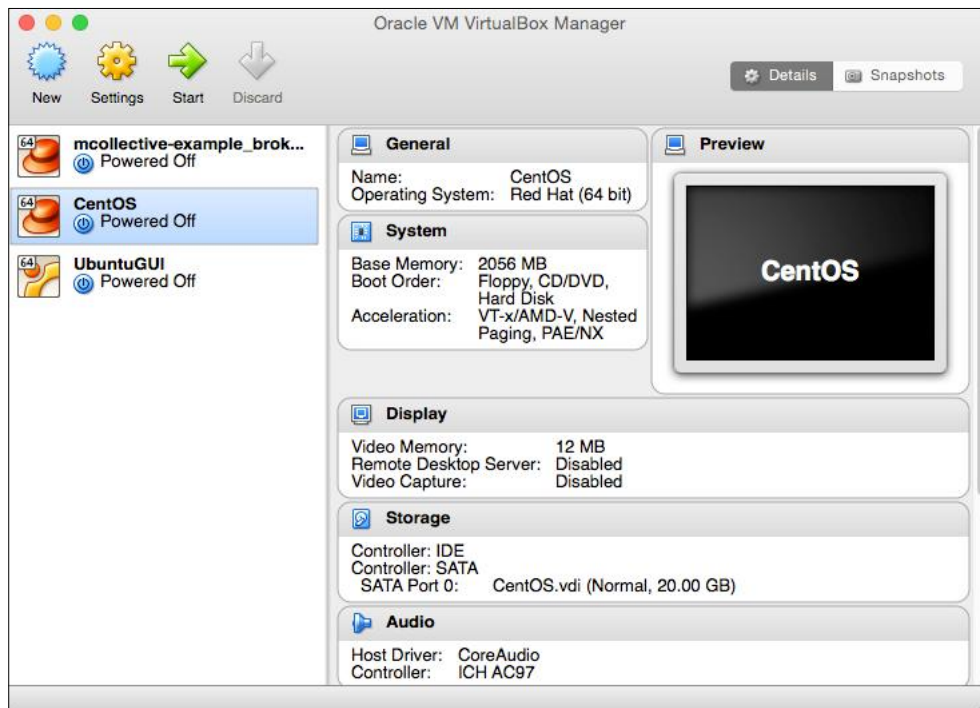 Oracle VM VirtualBox Manager
New
Settings
Start
Discard
Details
Snapshots
64
mcollective-example_brok...
Powered Off
64
CentOS
Powered Off
64
UbuntuGUI
Powered Off
General
Name: CentOS
Operating System: Red Hat (64 bit)
System
Base Memory: 2056 MB
Boot Order: Floppy, CD/DVD,
Hard Disk
Acceleration: VT-x/AMD-V, Nested
Paging, PAE/NX
Preview
CentOS
Display
Video Memory: 12 MB
Remote Desktop Server: Disabled
Video Capture: Disabled
Storage
Controller: IDE
Controller: SATA
SATA Port 0: CentOS.vdi (Normal, 20.00 GB)
Audio
Host Driver: CoreAudio
Controller: ICH AC97